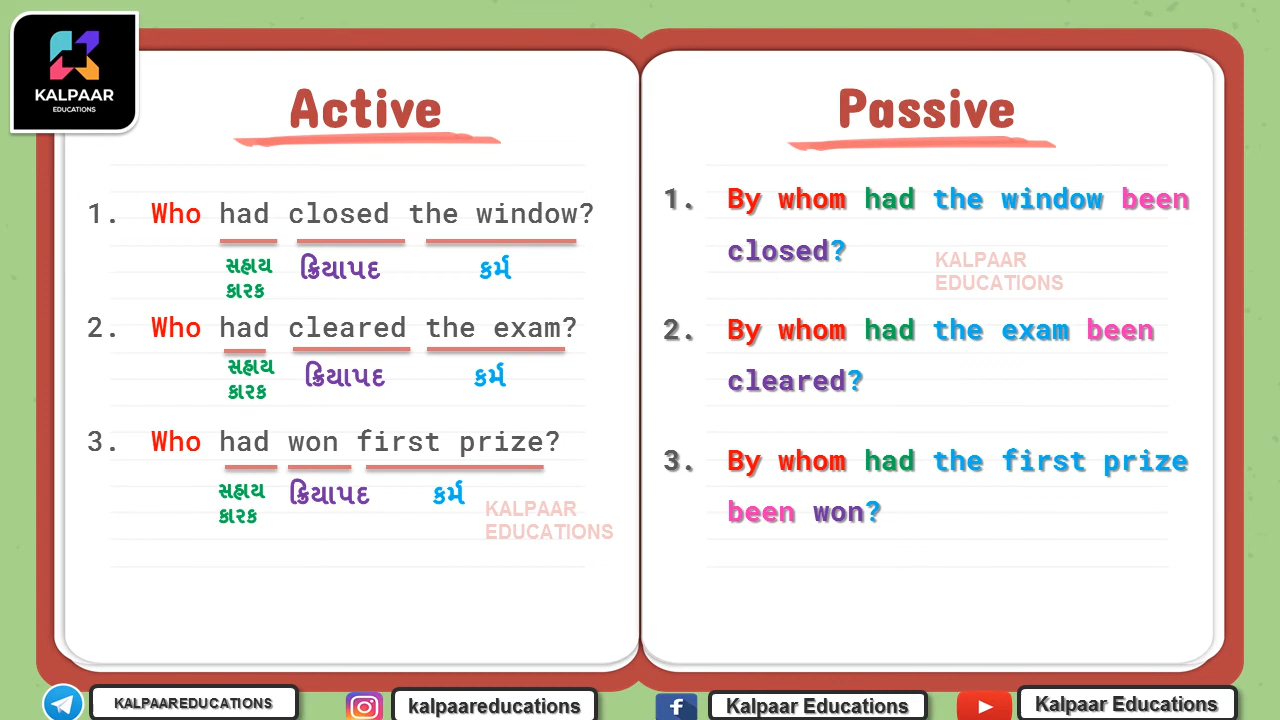 KALPAAR
EDUCATIONS
Active
1. Who had closed the window?
સહાય ક્રિયાપદ કર્મ
કારક
2. Who had cleared the exam?
સહાય ક્રિયાપદ કર્મ
કારક
3. Who had won first prize?
સહાય ક્રિયાપદ કર્મ
કારક
KALPAAR
EDUCATIONS
Passive
1. By whom had the window been
closed?
KALPAAR
EDUCATIONS
2. By whom had the exam been
cleared?
3. By whom had the first prize
been won?
KALPAAREDUCATIONS
kalpaareducations
Kalpaar Educations
Kalpaar Educations